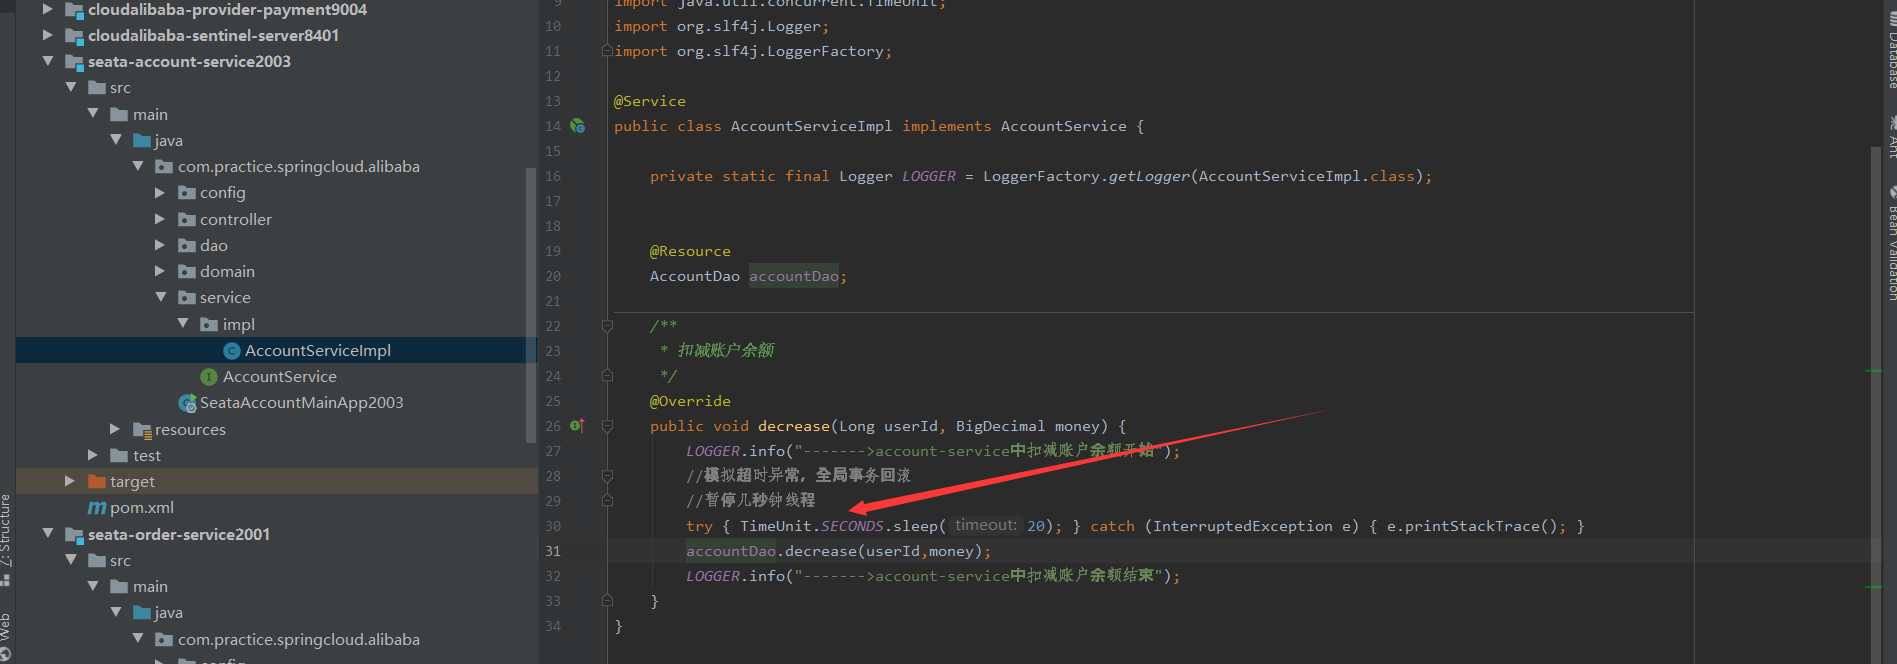 cloudalibaba-provider-payment9004
cloudalibaba-sentinel-server8401
seata-account-service2003
src
main
java
com.practice.springcloud.alibaba
config
controller
dao
domain
service
impl
AccountServiceImpl
AccountService
SeataAccountMainApp2003
resources
test
target
pom.xml
seata-order-service2001
src
main
java
com.practice.springcloud.alibaba
config
Z: Structure
Web
9 import java.util.concurrent.TimeUnit;
10 import org.slf4j.Logger;
11 import org.slf4j.LoggerFactory;
12
13 @Service
14 public class AccountServiceImpl implements AccountService {
15
16 private static final Logger LOGGER = LoggerFactory.getLogger(AccountServiceImpl.class);
17
18
19 @Resource
20 AccountDao accountDao;
21
22 /**
23 * 扣减账户余额
24 */
25 @Override
26 public void decrease(Long userId, BigDecimal money) {
27 LOGGER.info("------->account-service中扣减账户余额开始");
28 //模拟超时异常，全局事务回滚
29 //暂停几秒钟线程
30 try { TimeUnit.SECONDS.sleep( timeout: 20); } catch (InterruptedException e) { e.printStackTrace(); }
31 accountDao.decrease(userId,money);
32 LOGGER.info("------->account-service中扣减账户余额结束");
33 }
34 }
Database
Ant
Bean Validation